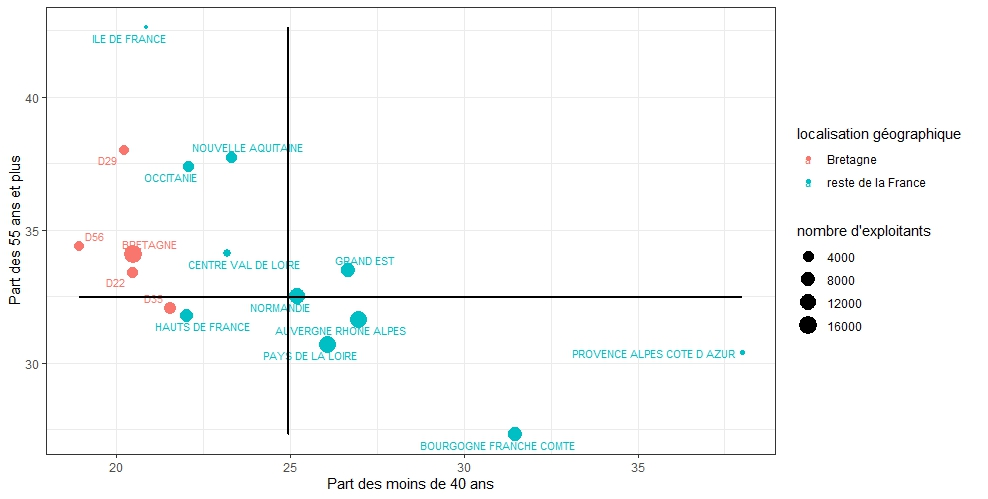 ILE DE FRANCE
40
localisation géographique
NOUVELLE AQUITAINE
D29
Bretagne
OCCITANIE
reste de la France
Part des 55 ans et plus
35
D56
BRETAGNE
nombre d'exploitants
CENTRE VAL DE LOIRE
GRAND EST
4000
D22
8000
D35
NORMANDIE
12000
HAUTS DE FRANCE
AUVERGNE RHONE ALPES
16000
PAYS DE LA LOIRE
PROVENCE ALPES COTE D AZUR
30
BOURGOGNE FRANCHE COMTE
20
25
30
35
Part des moins de 40 ans